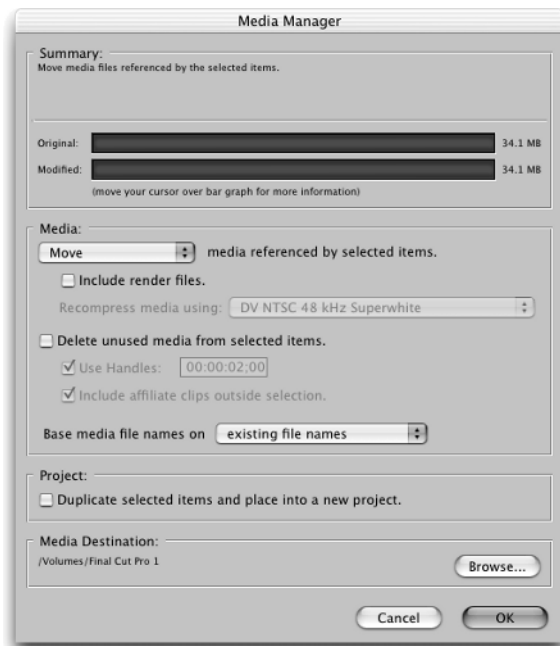 Media Manager
Summary:
Move media files referenced by the selected items.
Original: 34.1 MB
Modified: 34.1 MB
(move your cursor over bar graph for more information)
Media:
Move media referenced by selected items.
Include render files.
Recompress media using: DV NTSC 48 kHz Superwhite
Delete unused media from selected items.
Use Handles: 00:00:02;00
Include affiliate clips outside selection.
Base media file names on existing file names
Project:
Duplicate selected items and place into a new project.
Media Destination:
/Volumes/Final Cut Pro 1
Browse...
Cancel OK